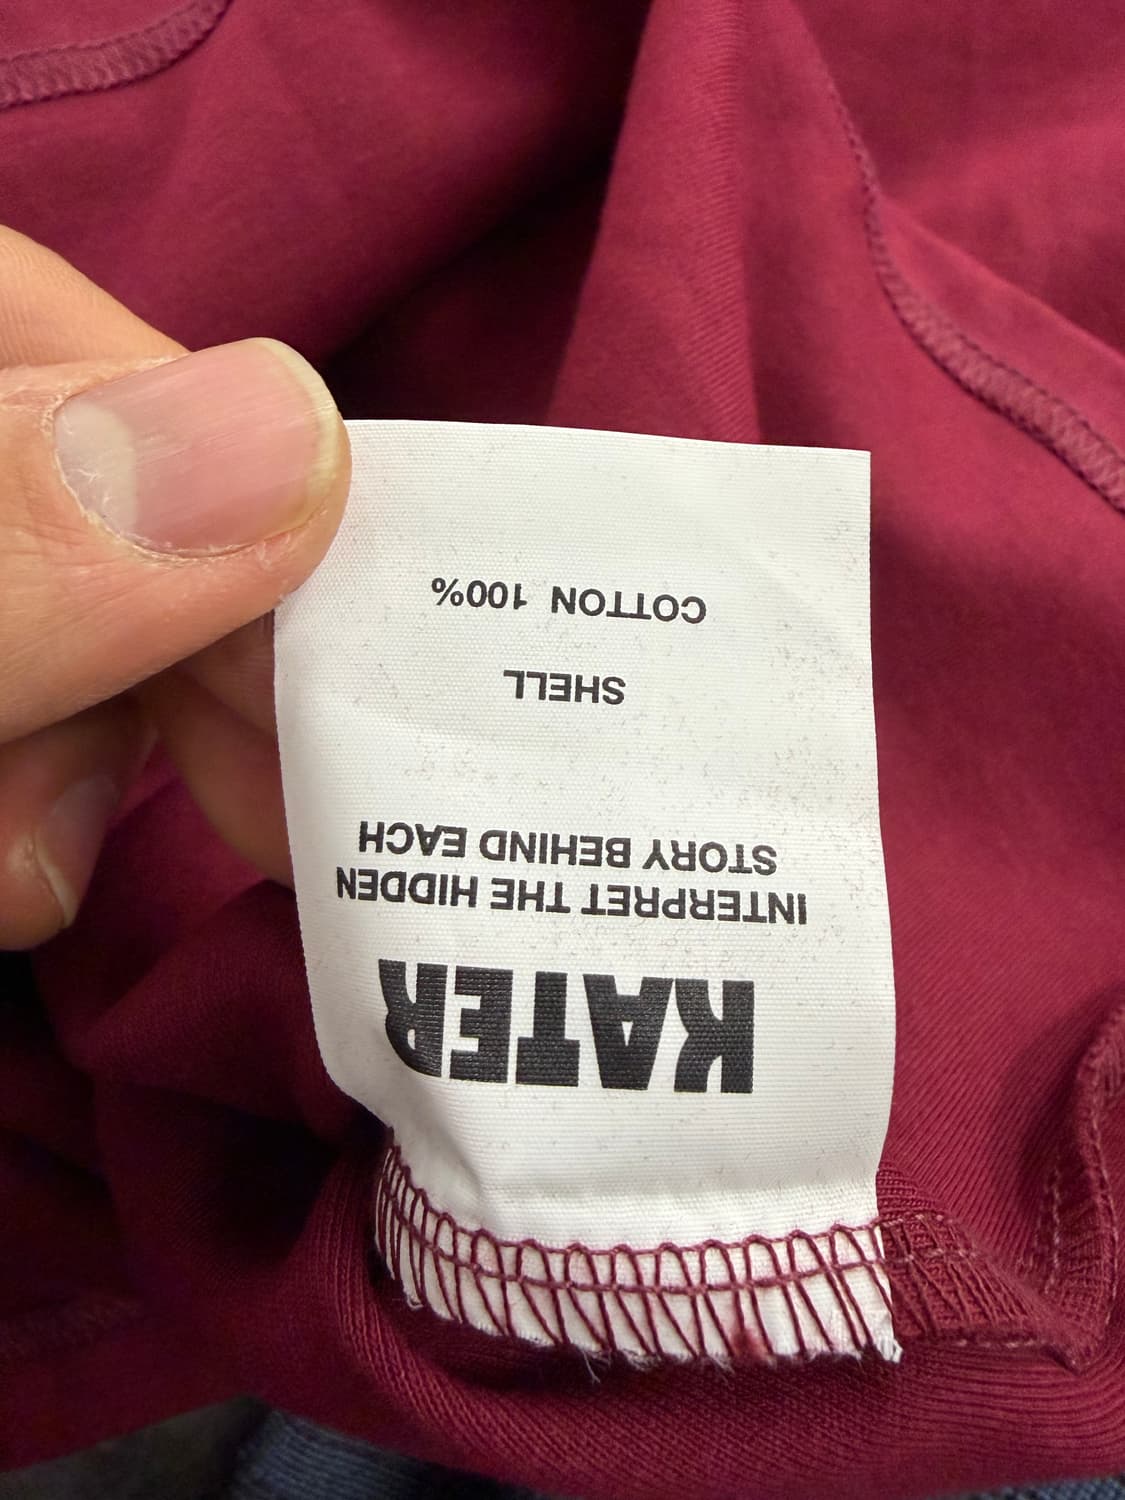 KATER
INTERPRET THE HIDDEN
STORY BEHIND EACH
SHELL
COTTON 100%